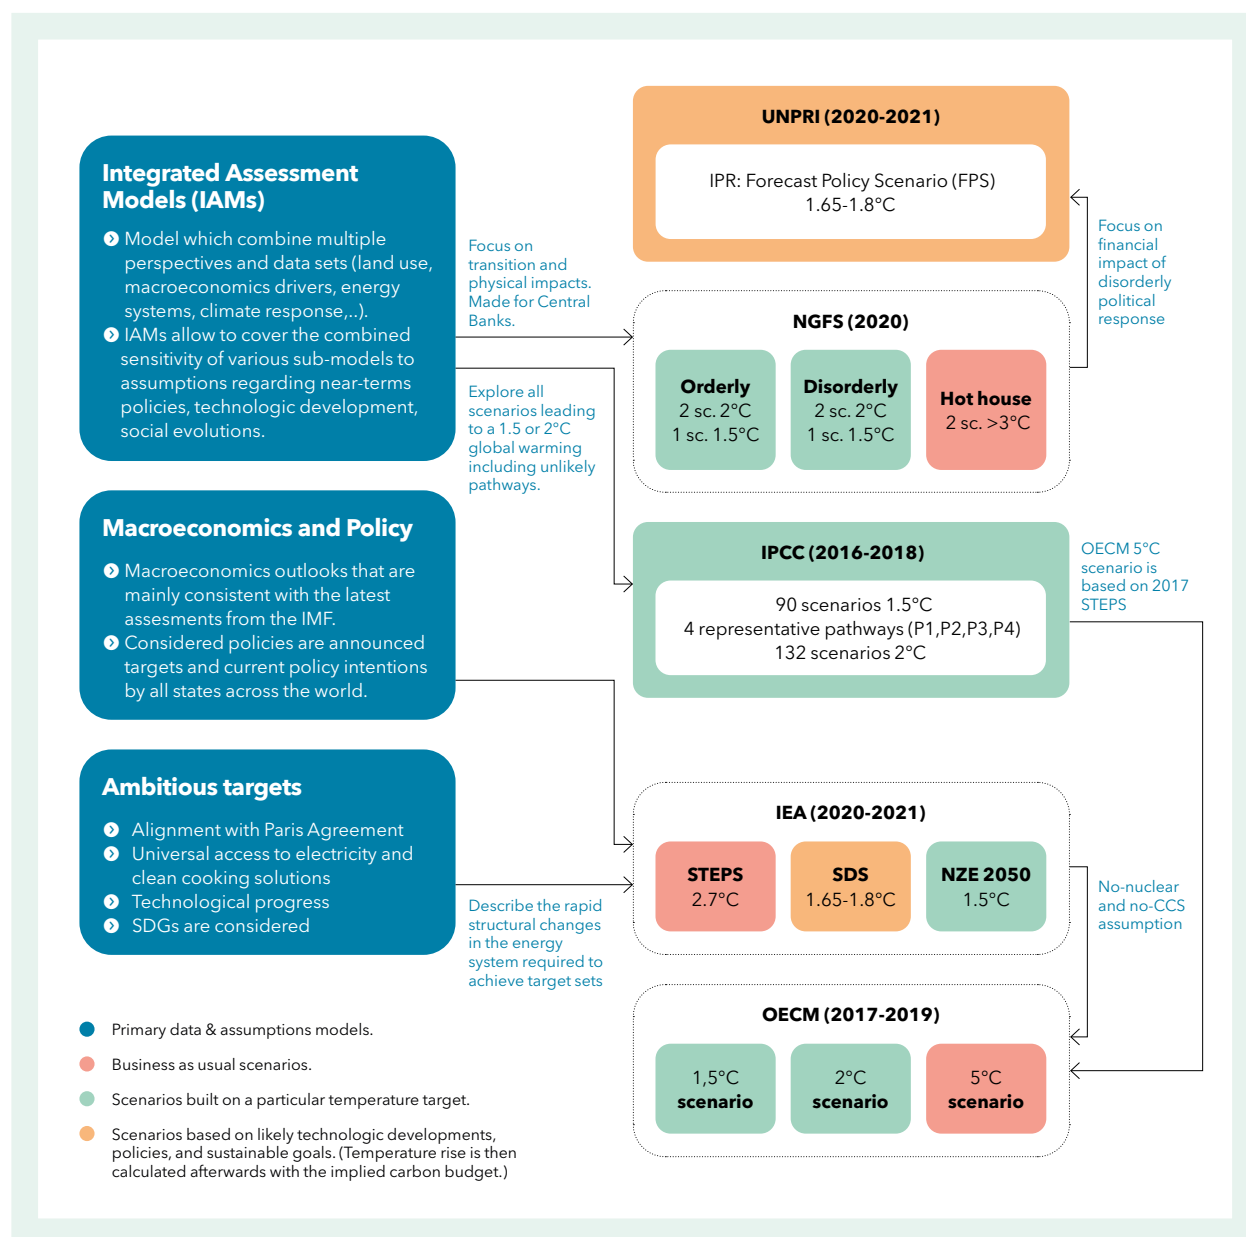 Integrated Assessment
Models (IAMs)
Model which combine multiple
perspectives and data sets (land use,
macroeconomics drivers, energy
systems, climate response,..).
IAMs allow to cover the combined
sensitivity of various sub-models to
assumptions regarding near-terms
policies, technologic development,
social evolutions.
Macroeconomics and Policy
Macroeconomics outlooks that are
mainly consistent with the latest
assesments from the IMF.
Considered policies are announced
targets and current policy intentions
by all states across the world.
Ambitious targets
Alignment with Paris Agreement
Universal access to electricity and
clean cooking solutions
Technological progress
SDGs are considered
Focus on
transition and
physical impacts.
Made for Central
Banks.
Explore all
scenarios leading
to a 1.5 or 2°C
global warming
including unlikely
pathways.
Describe the rapid
structural changes
in the energy
system required to
achieve target sets
UNPRI (2020-2021)
IPR: Forecast Policy Scenario (FPS)
1.65-1.8°C
Focus on
financial
impact of
disorderly
political
response
NGFS (2020)
Orderly
2 sc. 2°C
1 sc. 1.5°C
Disorderly
2 sc. 2°C
1 sc. 1.5°C
Hot house
2 sc. >3°C
IPCC (2016-2018)
90 scenarios 1.5°C
4 representative pathways (P1,P2,P3,P4)
132 scenarios 2°C
OECM 5°C
scenario is
based on 2017
STEPS
IEA (2020-2021)
STEPS
2.7°C
SDS
1.65-1.8°C
NZE 2050
1.5°C
No-nuclear
and no-CCS
assumption
OECM (2017-2019)
1,5°C
scenario
2°C
scenario
5°C
scenario
Primary data & assumptions models.
Business as usual scenarios.
Scenarios built on a particular temperature target.
Scenarios based on likely technologic developments,
policies, and sustainable goals. (Temperature rise is then
calculated afterwards with the implied carbon budget.)